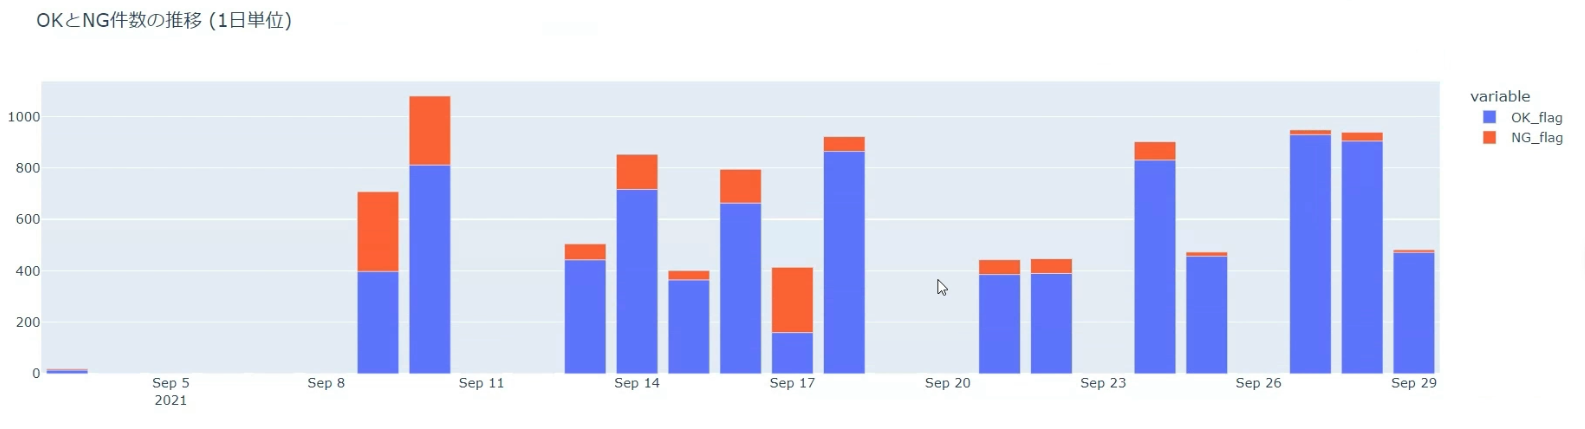 OKとNG件数の推移 (1日単位)
variable
OK_flag
NG_flag
1000
800
600
400
200
0
Sep 5
2021
Sep 8
Sep 11
Sep 14
Sep 17
Sep 20
Sep 23
Sep 26
Sep 29